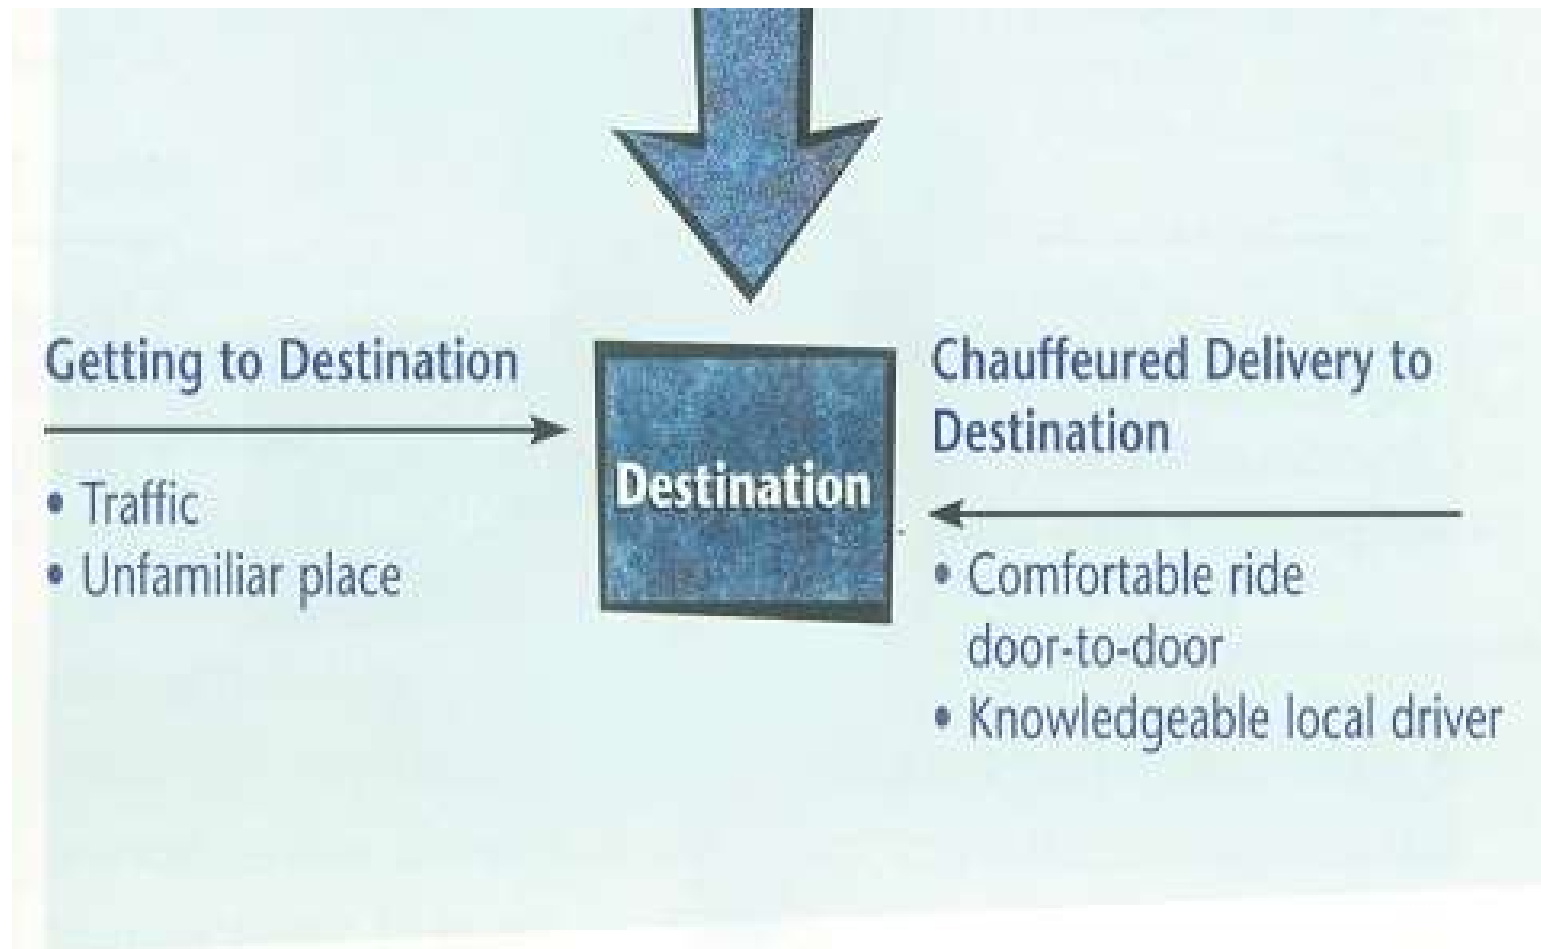 Getting to Destination
• Traffic
• Unfamiliar place
Destination
Chauffeured Delivery to
Destination
• Comfortable ride
door-to-door
• Knowledgeable local driver